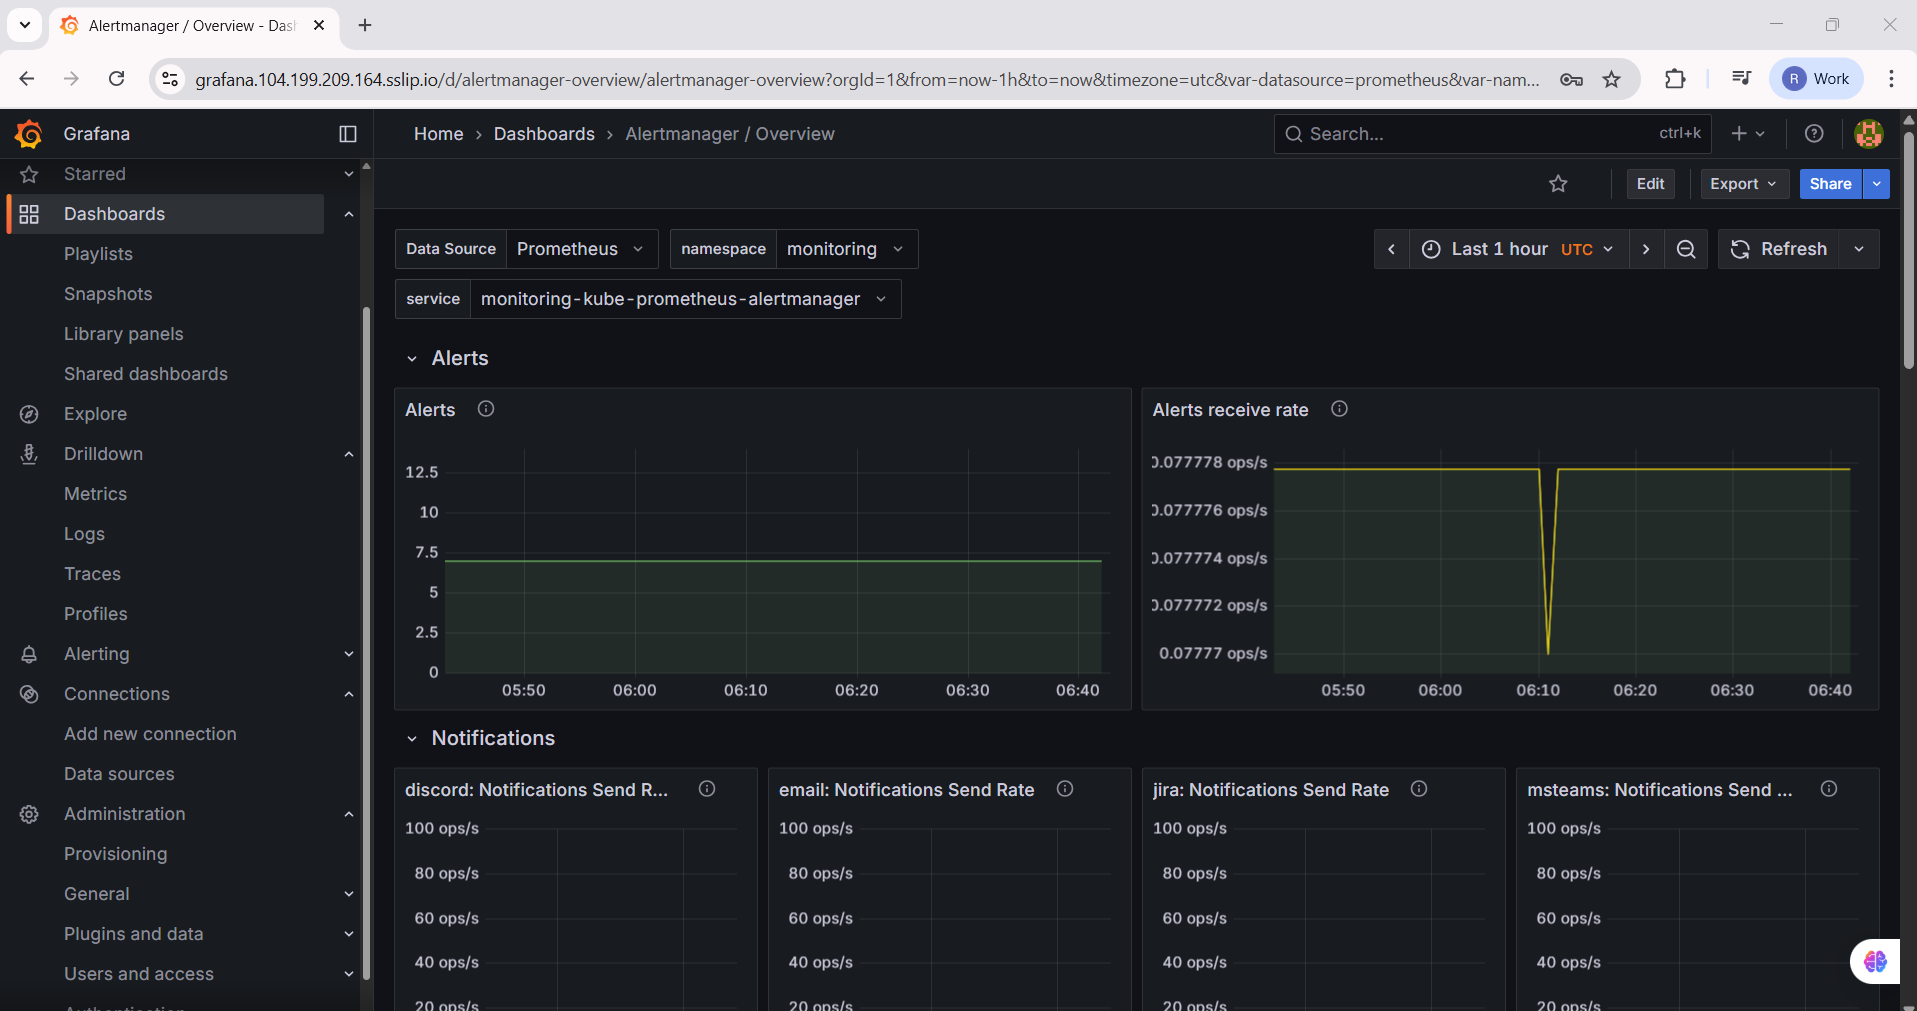 Alertmanager / Overview - Das
grafana.104.199.209.164.sslip.io/d/alertmanager-overview/alertmanager-overview?orgId=1&from=now-1h&to=now&timezone=utc&var-datasource=prometheus&var-nam...
R Work
Grafana
Home › Dashboards › Alertmanager / Overview
Search... ctrl+k
Starred
Dashboards
Playlists
Snapshots
Library panels
Shared dashboards
Explore
Drilldown
Metrics
Logs
Traces
Profiles
Alerting
Connections
Add new connection
Data sources
Administration
Provisioning
General
Plugins and data
Users and access
Edit Export Share
Data Source Prometheus namespace monitoring
Last 1 hour UTC Refresh
service monitoring-kube-prometheus-alertmanager
Alerts
Alerts
12.5
10
7.5
5
2.5
0
05:50 06:00 06:10 06:20 06:30 06:40
Alerts receive rate
0.077778 ops/s
0.077776 ops/s
0.077774 ops/s
0.077772 ops/s
0.07777 ops/s
05:50 06:00 06:10 06:20 06:30 06:40
Notifications
discord: Notifications Send R...
100 ops/s
80 ops/s
60 ops/s
40 ops/s
20 ops/s
email: Notifications Send Rate
100 ops/s
80 ops/s
60 ops/s
40 ops/s
20 ops/s
jira: Notifications Send Rate
100 ops/s
80 ops/s
60 ops/s
40 ops/s
20 ops/s
msteams: Notifications Send ...
100 ops/s
80 ops/s
60 ops/s
40 ops/s
20 ops/s